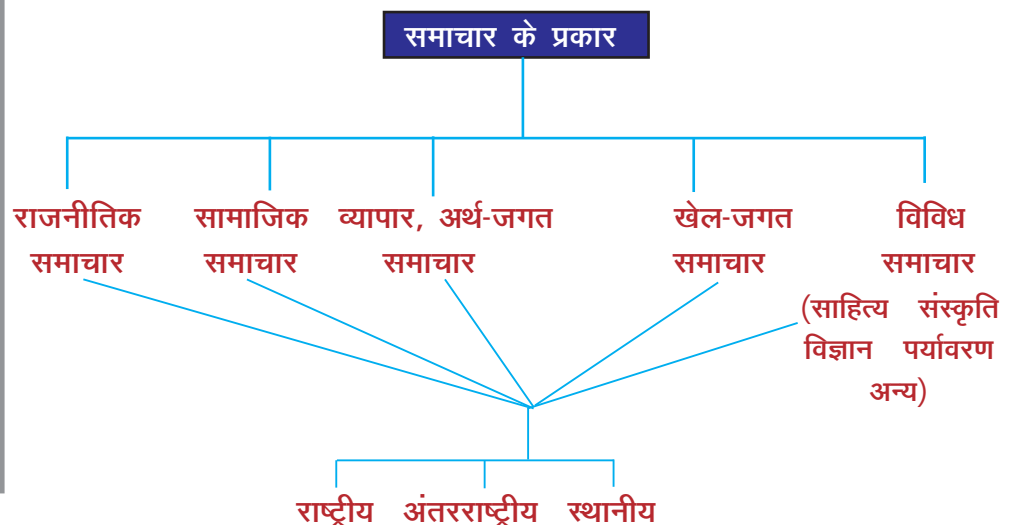 समाचार के प्रकार
राजनीतिक समाचार
सामाजिक समाचार
व्यापार, अर्थ-जगत समाचार
खेल-जगत समाचार
विविध समाचार
(साहित्य संस्कृति
विज्ञान पर्यावरण
अन्य)
राष्ट्रीय अंतरराष्ट्रीय स्थानीय